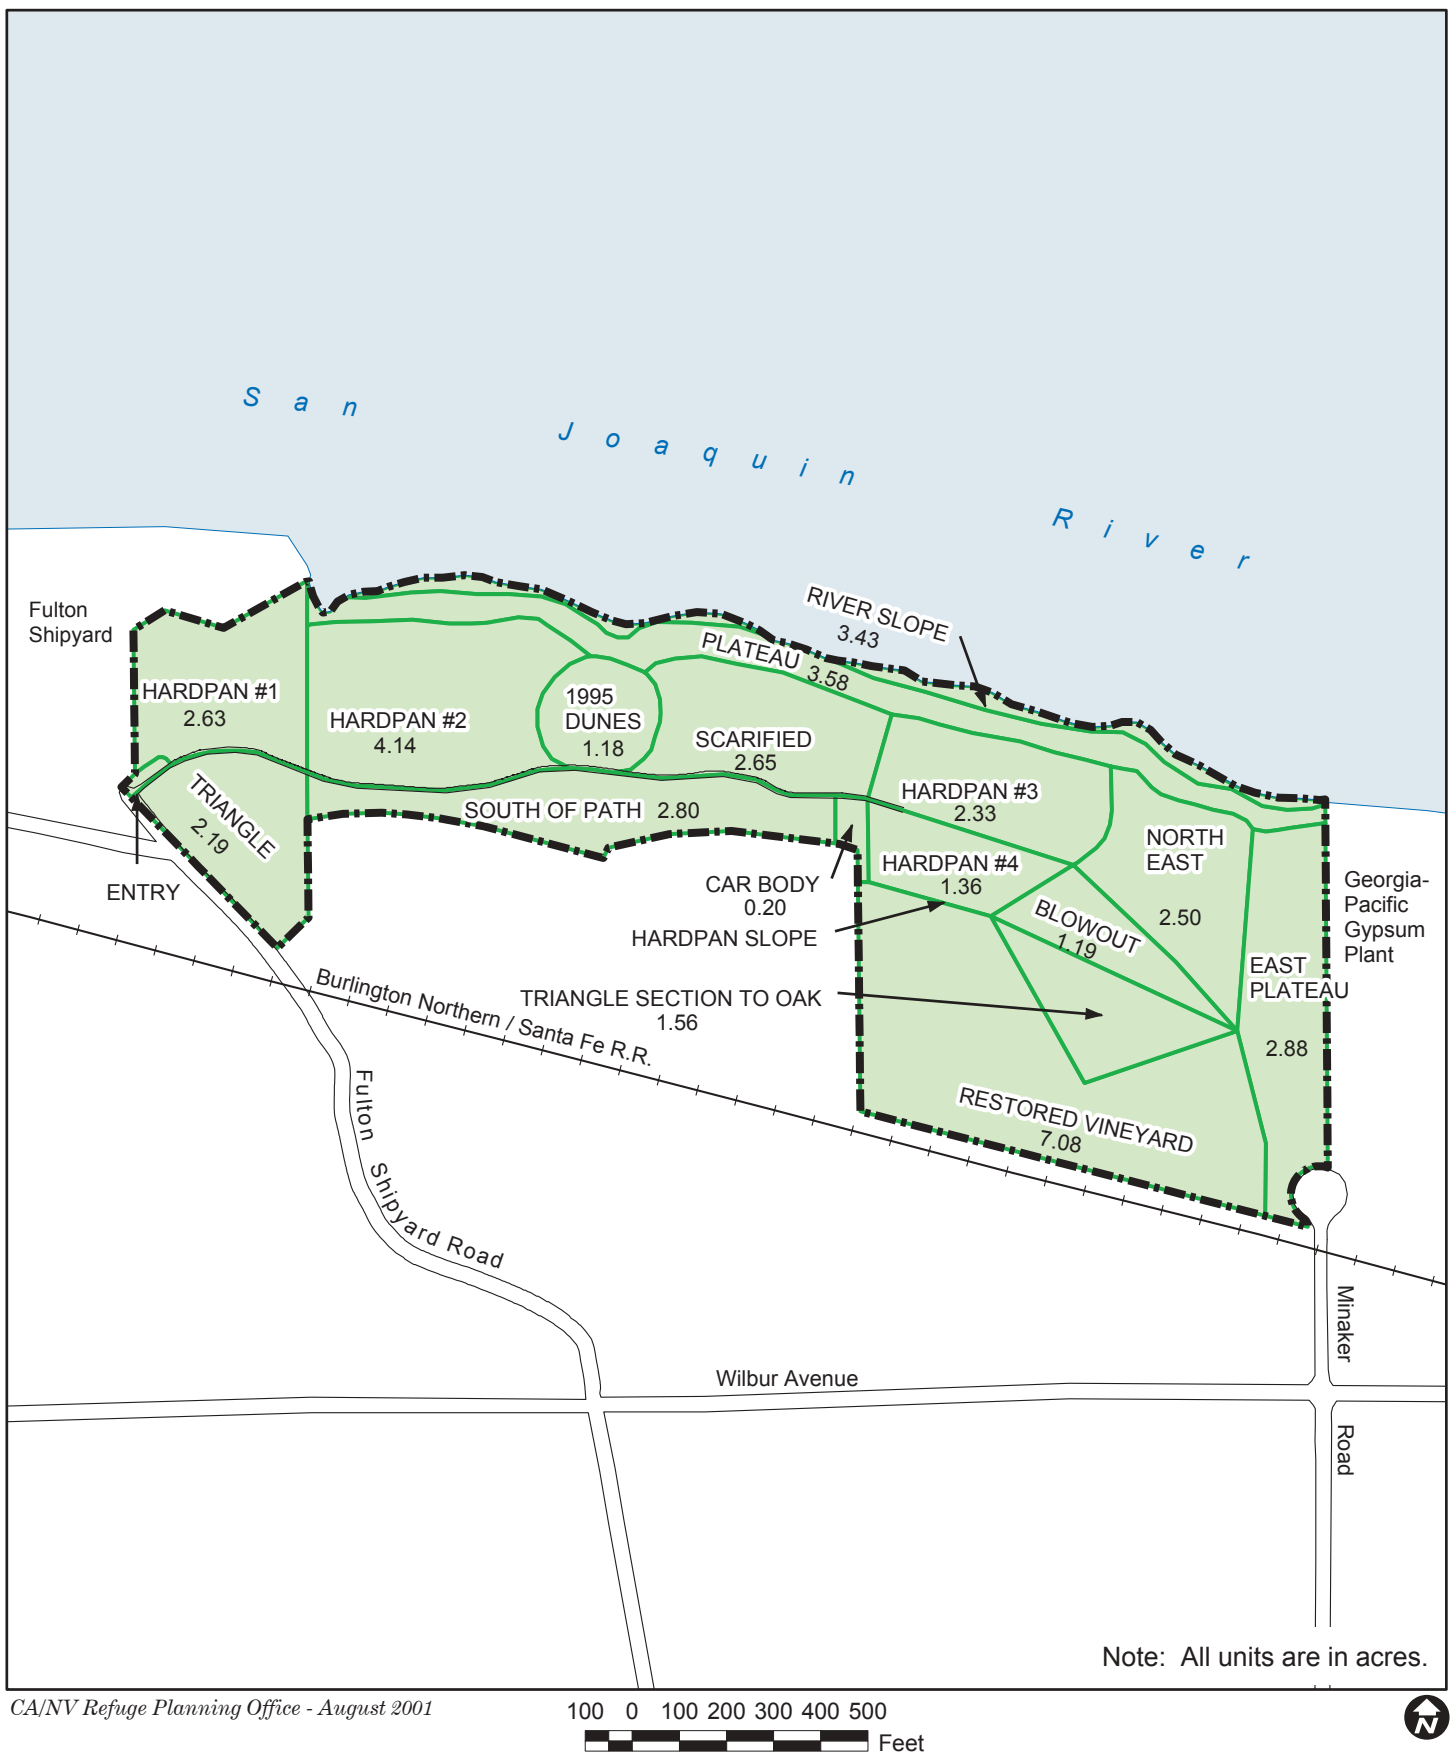 San Joaquin River
Fulton
Shipyard
RIVER SLOPE
3.43
PLATEAU
3.58
HARDPAN #1
2.63
HARDPAN #2
4.14
1995
DUNES
1.18
SCARIFIED
2.65
HARDPAN #3
2.33
TRIANGLE
2.19
SOUTH OF PATH 2.80
NORTH
EAST
2.50
HARDPAN #4
1.36
ENTRY
CAR BODY
0.20
HARDPAN SLOPE
BLOWOUT
1.19
Georgia-
Pacific
Gypsum
Plant
EAST
PLATEAU
2.88
TRIANGLE SECTION TO OAK
1.56
Burlington Northern / Santa Fe R.R.
RESTORED VINEYARD
7.08
Fulton Shipyard Road
Minaker Road
Wilbur Avenue
Note: All units are in acres.
CA/NV Refuge Planning Office - August 2001
100 0 100 200 300 400 500
Feet
N